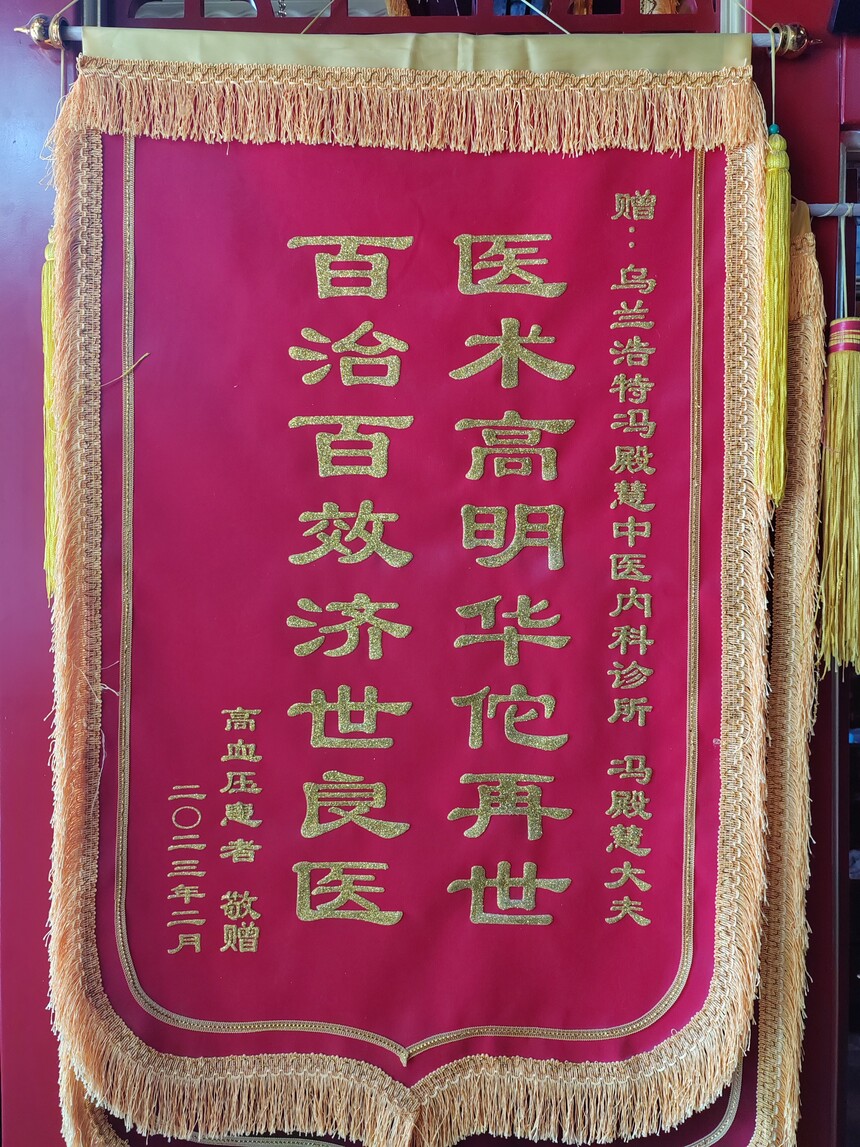 赠：乌兰浩特冯殿慧中医内科诊所 冯殿慧大夫
医术高明华佗再世
百治百效济世良医
高血压患者 敬赠
二〇二三年二月